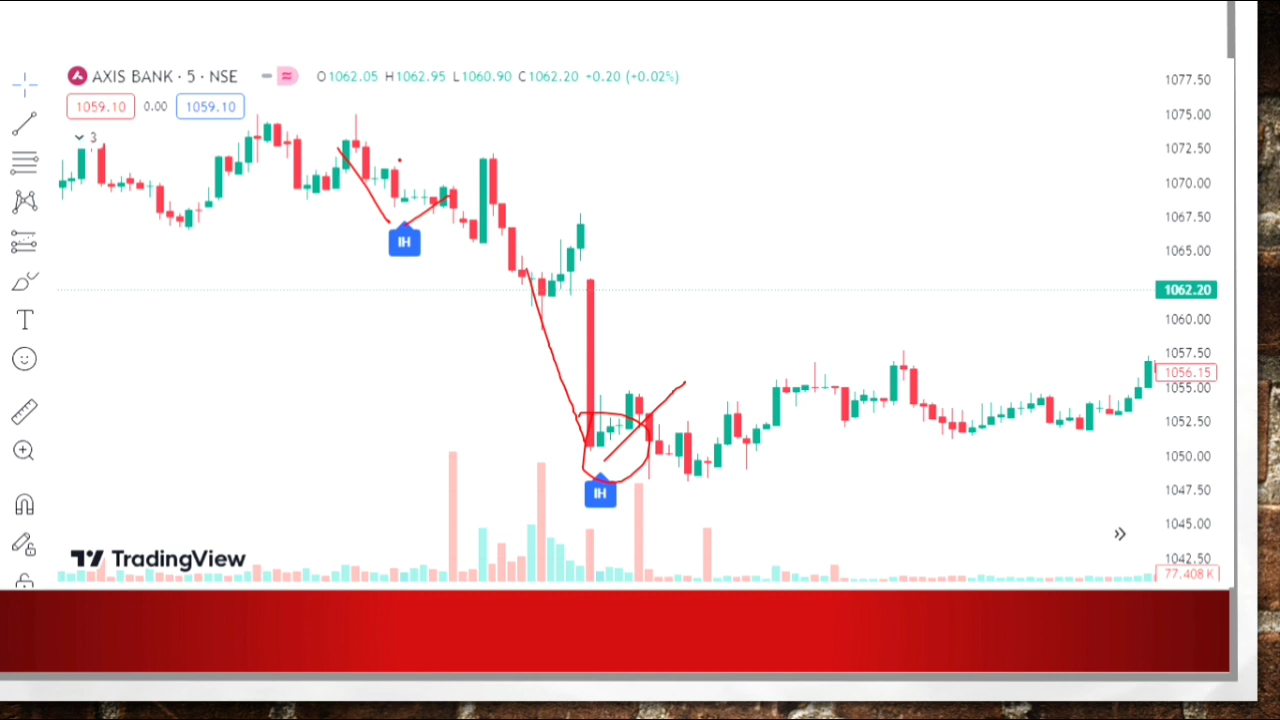 AXIS BANK · 5 · NSE O1062.05 H1062.95 L1060.90 C1062.20 +0.20 (+0.02%)
1059.10 0.00 1059.10
3
1077.50
1075.00
1072.50
1070.00
1067.50
1065.00
1062.20
1060.00
1057.50
1056.15
1055.00
1052.50
1050.00
1047.50
1045.00
1042.50
77.408 K
IH
IH
TradingView